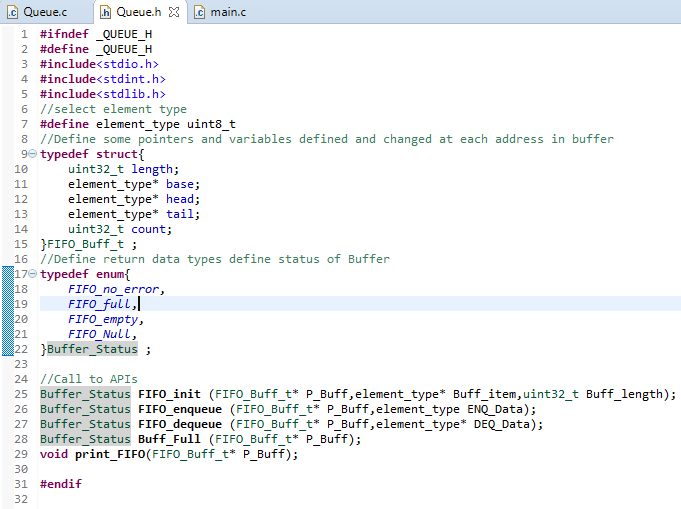 Queue.c Queue.h main.c
1 #ifndef _QUEUE_H
2 #define _QUEUE_H
3 #include<stdio.h>
4 #include<stdint.h>
5 #include<stdlib.h>
6 //select element type
7 #define element_type uint8_t
8 //Define some pointers and variables defined and changed at each address in buffer
9 typedef struct{
10 uint32_t length;
11 element_type* base;
12 element_type* head;
13 element_type* tail;
14 uint32_t count;
15 }FIFO_Buff_t ;
16 //Define return data types define status of Buffer
17 typedef enum{
18 FIFO_no_error,
19 FIFO_full,
20 FIFO_empty,
21 FIFO_Null,
22 }Buffer_Status ;
23
24 //Call to APIs
25 Buffer_Status FIFO_init (FIFO_Buff_t* P_Buff,element_type* Buff_item,uint32_t Buff_length);
26 Buffer_Status FIFO_enqueue (FIFO_Buff_t* P_Buff,element_type ENQ_Data);
27 Buffer_Status FIFO_dequeue (FIFO_Buff_t* P_Buff,element_type* DEQ_Data);
28 Buffer_Status Buff_Full (FIFO_Buff_t* P_Buff);
29 void print_FIFO(FIFO_Buff_t* P_Buff);
30
31 #endif
32